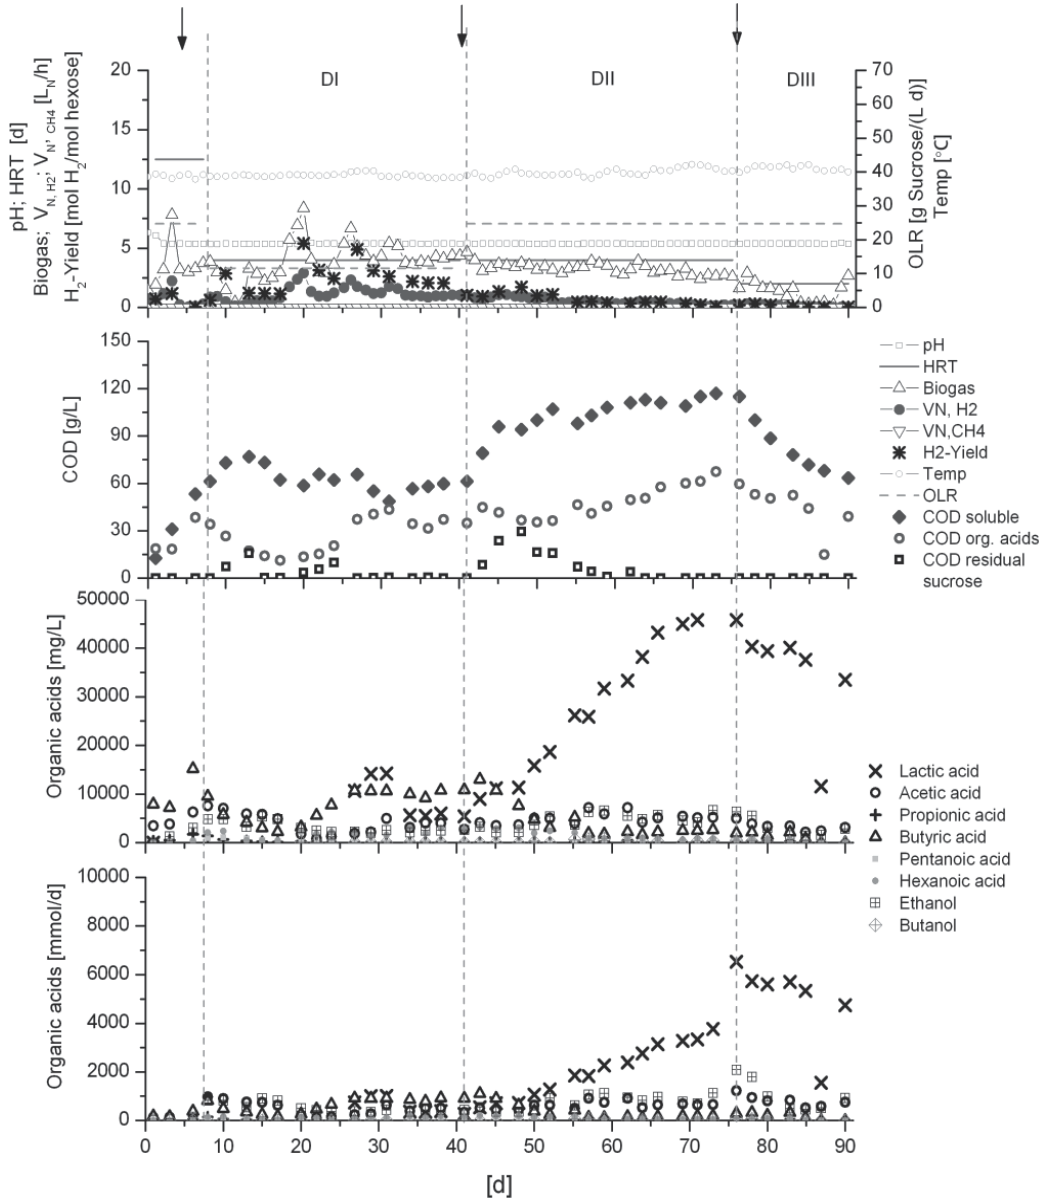 DI DII DIII
pH; HRT [d]
Biogas; V_N, H2; V_N, CH4 [L_N/h]
H2-Yield [mol H2/mol hexose]
20
15
10
5
0
70
60
50
40
30
20
10
0
OLR [g Sucrose/(L d)]
Temp [°C]
COD [g/L]
150
120
90
60
30
0
pH
HRT
Biogas
VN, H2
VN,CH4
H2-Yield
Temp
OLR
COD soluble
COD org. acids
COD residual
sucrose
Organic acids [mg/L]
50000
40000
30000
20000
10000
0
Lactic acid
Acetic acid
Propionic acid
Butyric acid
Pentanoic acid
Hexanoic acid
Ethanol
Butanol
Organic acids [mmol/d]
10000
8000
6000
4000
2000
0
0 10 20 30 40 50 60 70 80 90
[d]